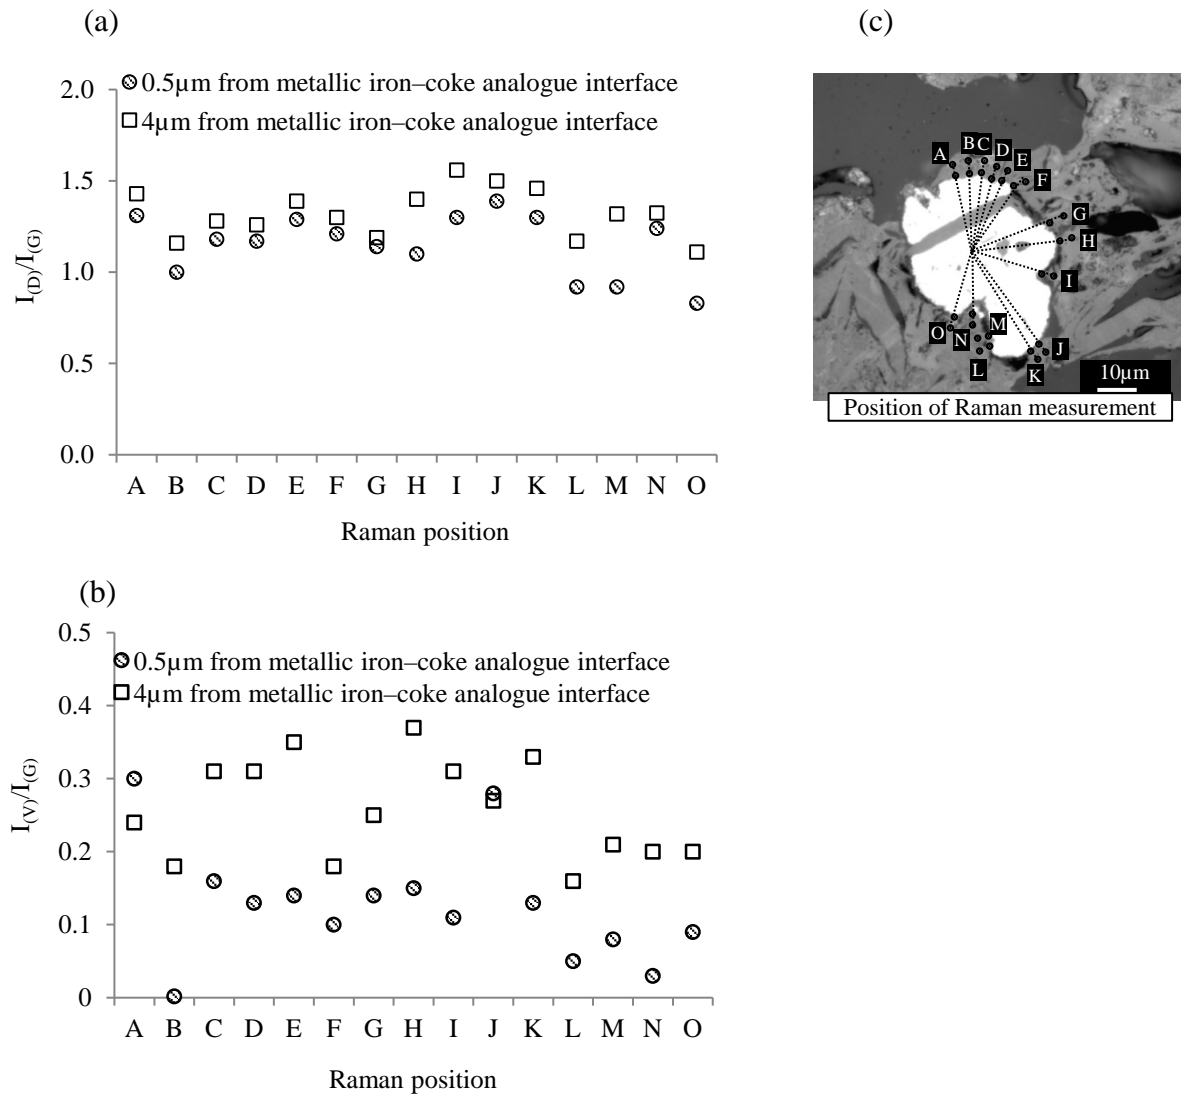 (a)
I(D)/I(G)
2.0
1.5
1.0
0.5
0.0
0.5µm from metallic iron–coke analogue interface
4µm from metallic iron–coke analogue interface
A B C D E F G H I J K L M N O
Raman position
(b)
I(V)/I(G)
0.5
0.4
0.3
0.2
0.1
0
0.5µm from metallic iron–coke analogue interface
4µm from metallic iron–coke analogue interface
A B C D E F G H I J K L M N O
Raman position
(c)
A
B
C
D
E
F
G
H
I
J
K
L
M
N
O
10µm
Position of Raman measurement